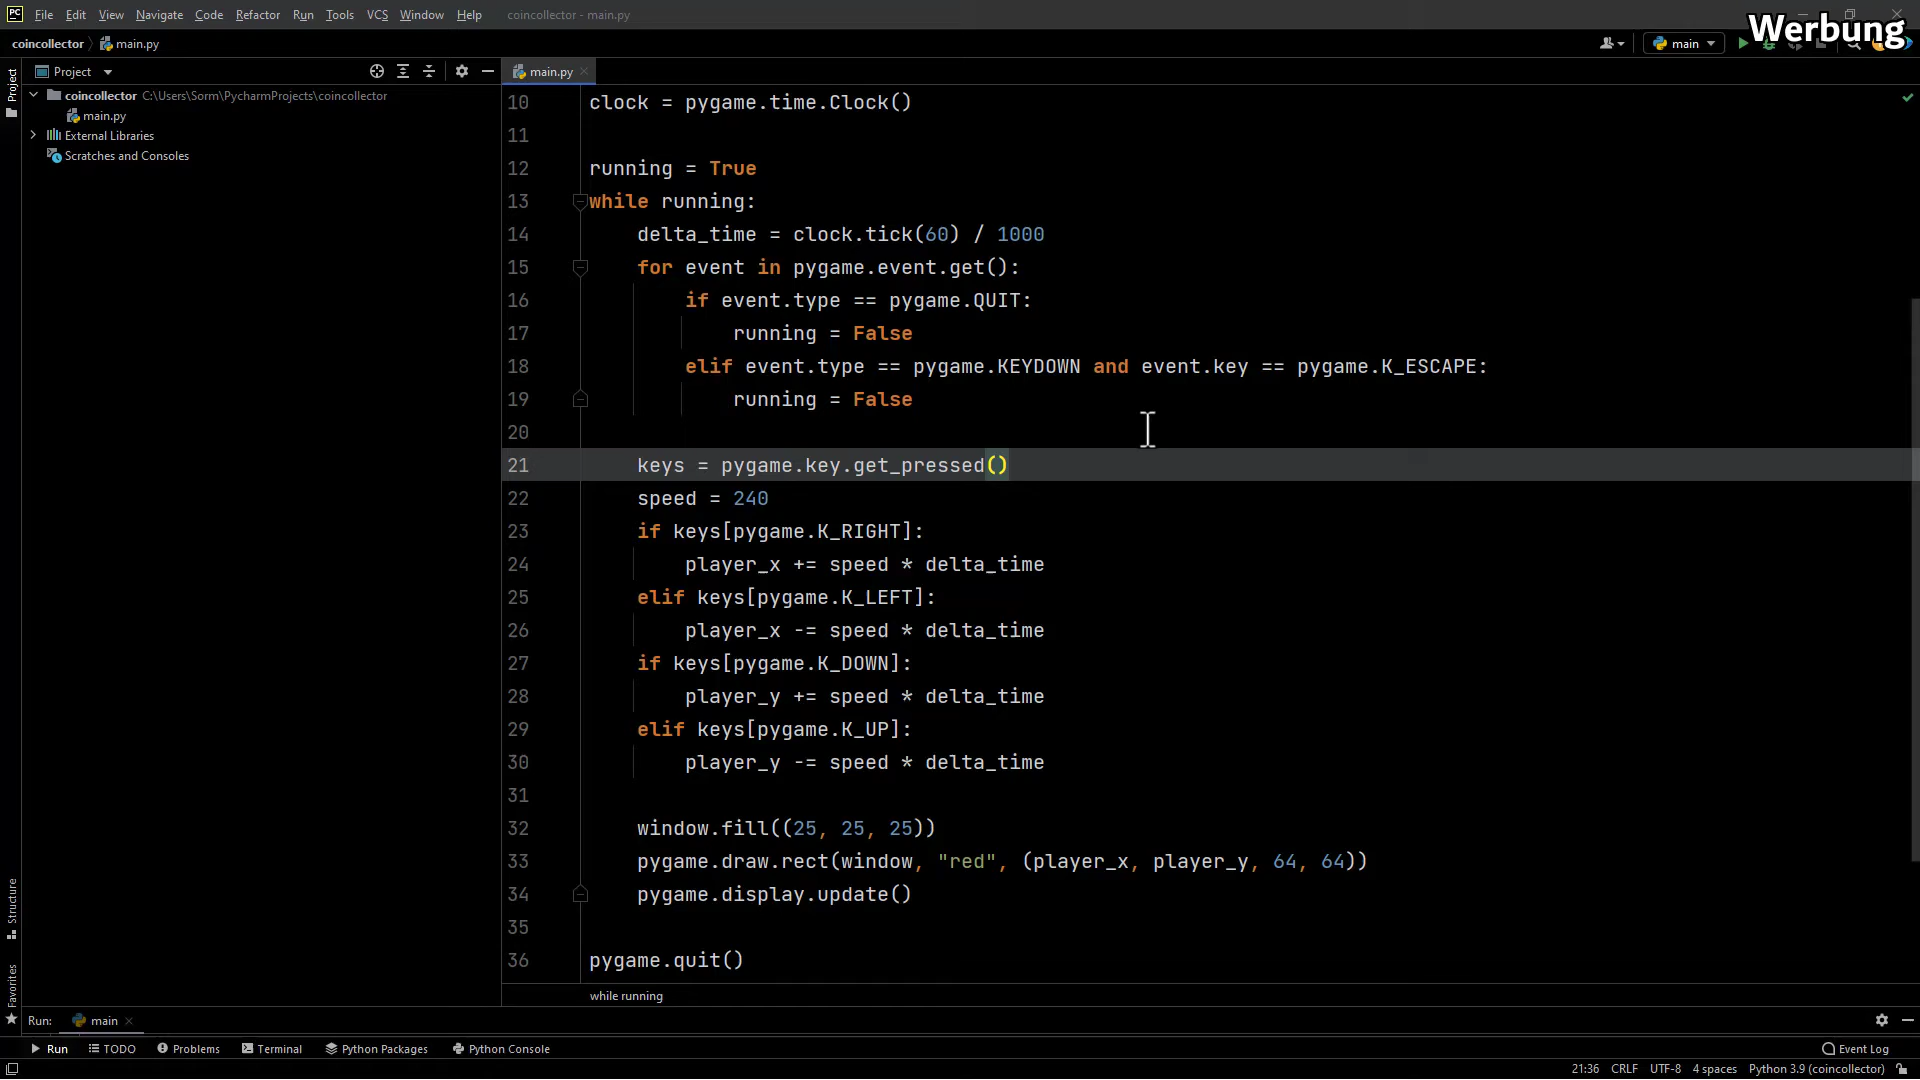 PC File Edit View Navigate Code Refactor Run Tools VCS Window Help coincollector - main.py
Werbung
coincollector main.py main
Project
Project
main.py
coincollector C:\Users\Sorm\PycharmProjects\coincollector
main.py
External Libraries
Scratches and Consoles
10 clock = pygame.time.Clock()
11
12 running = True
13 while running:
14 delta_time = clock.tick(60) / 1000
15 for event in pygame.event.get():
16 if event.type == pygame.QUIT:
17 running = False
18 elif event.type == pygame.KEYDOWN and event.key == pygame.K_ESCAPE:
19 running = False
20
21 keys = pygame.key.get_pressed()
22 speed = 240
23 if keys[pygame.K_RIGHT]:
24 player_x += speed * delta_time
25 elif keys[pygame.K_LEFT]:
26 player_x -= speed * delta_time
27 if keys[pygame.K_DOWN]:
28 player_y += speed * delta_time
29 elif keys[pygame.K_UP]:
30 player_y -= speed * delta_time
31
32 window.fill((25, 25, 25))
33 pygame.draw.rect(window, "red", (player_x, player_y, 64, 64))
34 pygame.display.update()
35
36 pygame.quit()
while running
Structure
Favorites
Run: main
Run TODO Problems Terminal Python Packages Python Console Event Log
21:36 CRLF UTF-8 4 spaces Python 3.9 (coincollector)